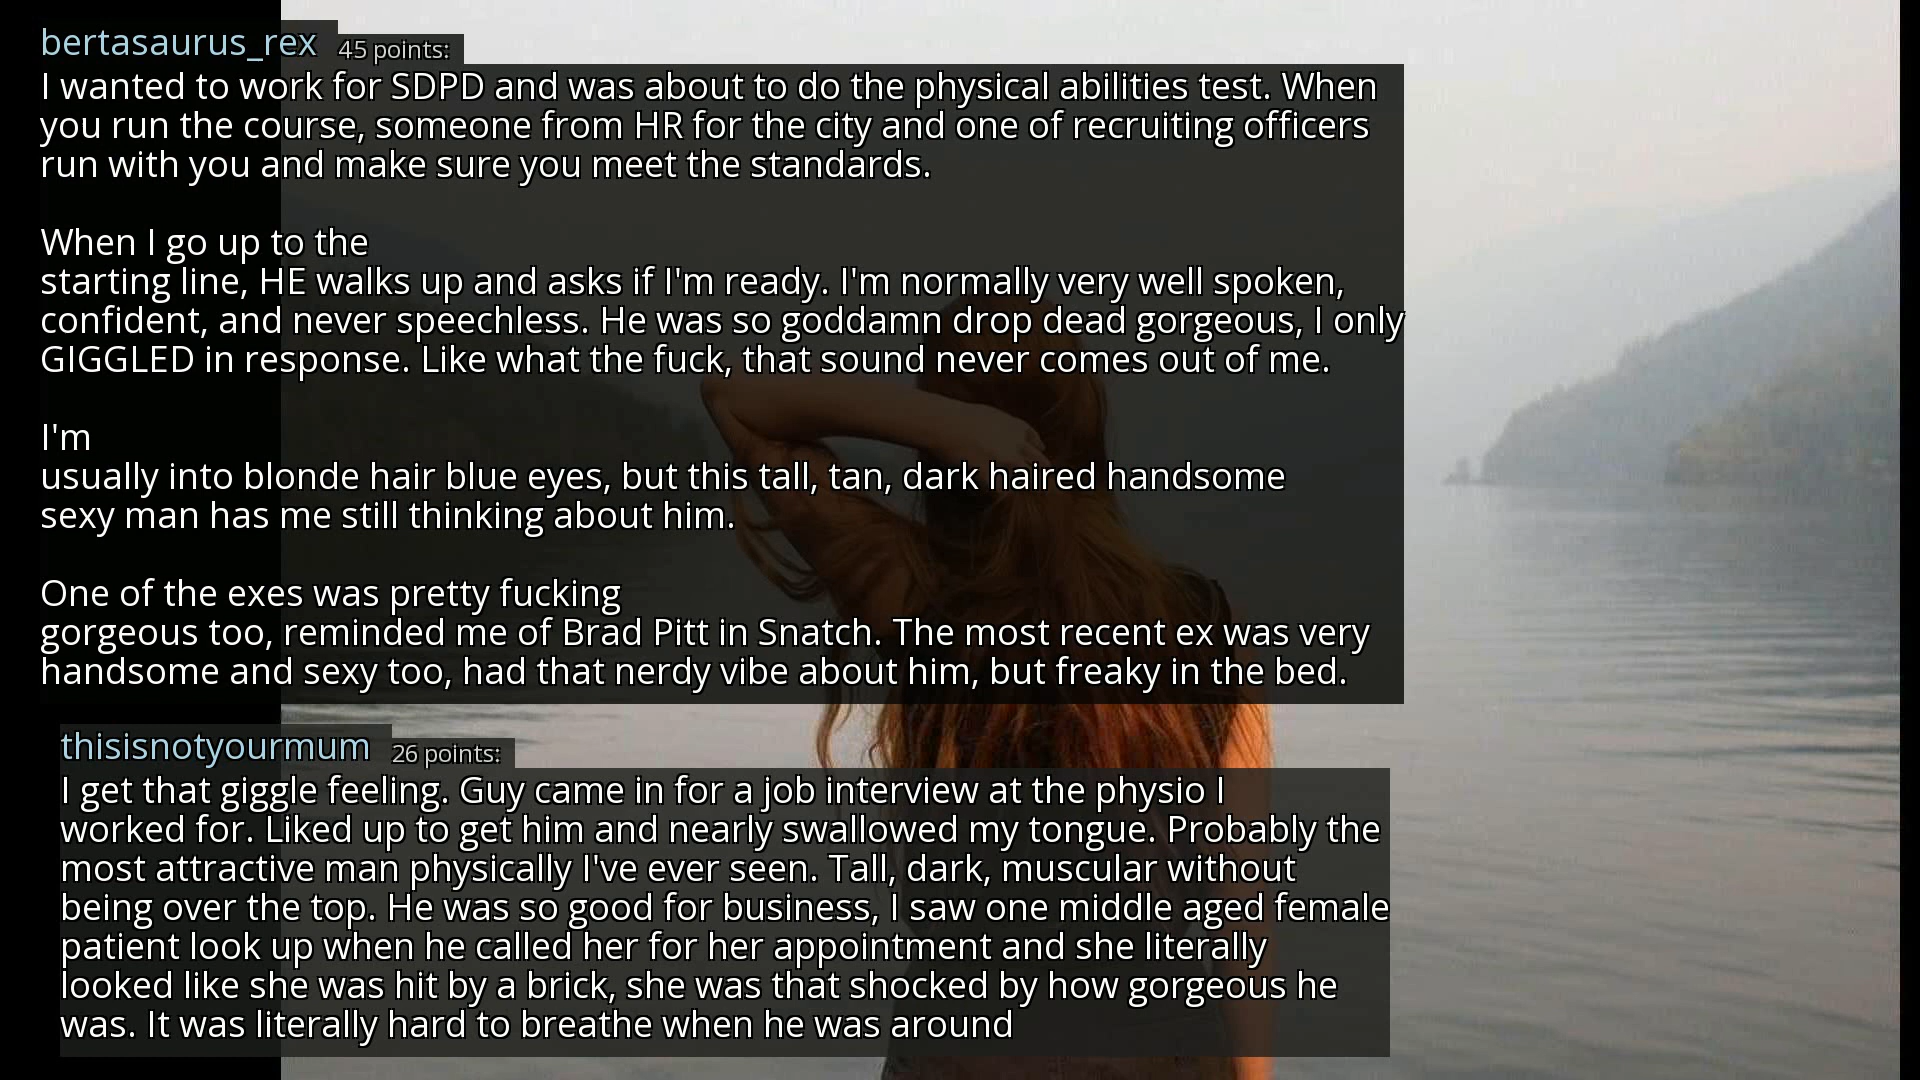 bertasaurus_rex 45 points:
I wanted to work for SDPD and was about to do the physical abilities test. When
you run the course, someone from HR for the city and one of recruiting officers
run with you and make sure you meet the standards.
When I go up to the
starting line, HE walks up and asks if I'm ready. I'm normally very well spoken,
confident, and never speechless. He was so goddamn drop dead gorgeous, I only
GIGGLED in response. Like what the fuck, that sound never comes out of me.
I'm
usually into blonde hair blue eyes, but this tall, tan, dark haired handsome
sexy man has me still thinking about him.
One of the exes was pretty fucking
gorgeous too, reminded me of Brad Pitt in Snatch. The most recent ex was very
handsome and sexy too, had that nerdy vibe about him, but freaky in the bed.
thisisnotyourmum 26 points:
I get that giggle feeling. Guy came in for a job interview at the physio I
worked for. Liked up to get him and nearly swallowed my tongue. Probably the
most attractive man physically I've ever seen. Tall, dark, muscular without
being over the top. He was so good for business, I saw one middle aged female
patient look up when he called her for her appointment and she literally
looked like she was hit by a brick, she was that shocked by how gorgeous he
was. It was literally hard to breathe when he was around